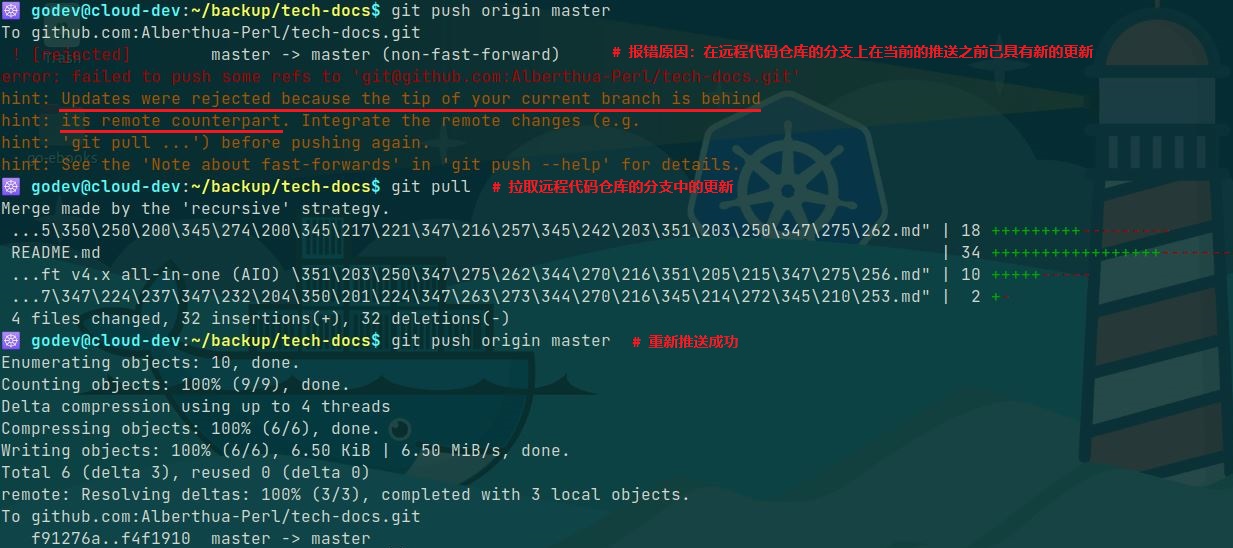 godev@cloud-dev:~/backup/tech-docs$ git push origin master
To github.com:Alberthua-Perl/tech-docs.git
Trash
! [rejected]        master -> master (non-fast-forward)    # 报错原因：在远程代码仓库的分支上在当前的推送之前已具有新的更新
error: failed to push some refs to 'git@github.com:Alberthua-Perl/tech-docs.git'
hint: Updates were rejected because the tip of your current branch is behind
hint: its remote counterpart. Integrate the remote changes (e.g.
hint: 'git pull ...') before pushing again.
go-ebooks
hint: See the 'Note about fast-forwards' in 'git push --help' for details.
godev@cloud-dev:~/backup/tech-docs$ git pull    # 拉取远程代码仓库的分支中的更新
Merge made by the 'recursive' strategy.
...5\350\250\200\345\274\200\345\217\221\347\216\257\345\242\203\351\203\250\347\275\262.md" | 18 +++++++++---------
README.md | 34 +++++++++++++++++-----------------
...ft v4.x all-in-one (AIO) \351\203\250\347\275\262\344\270\216\351\205\215\347\275\256.md" | 10 +++++-----
...7\347\224\237\347\232\204\350\201\224\347\263\273\344\270\216\345\214\272\345\210\253.md" |  2 +-
4 files changed, 32 insertions(+), 32 deletions(-)
godev@cloud-dev:~/backup/tech-docs$ git push origin master    # 重新推送成功
Enumerating objects: 10, done.
Counting objects: 100% (9/9), done.
Delta compression using up to 4 threads
Compressing objects: 100% (6/6), done.
Writing objects: 100% (6/6), 6.50 KiB | 6.50 MiB/s, done.
Total 6 (delta 3), reused 0 (delta 0)
remote: Resolving deltas: 100% (3/3), completed with 3 local objects.
To github.com:Alberthua-Perl/tech-docs.git
f91276a..f4f1910  master -> master